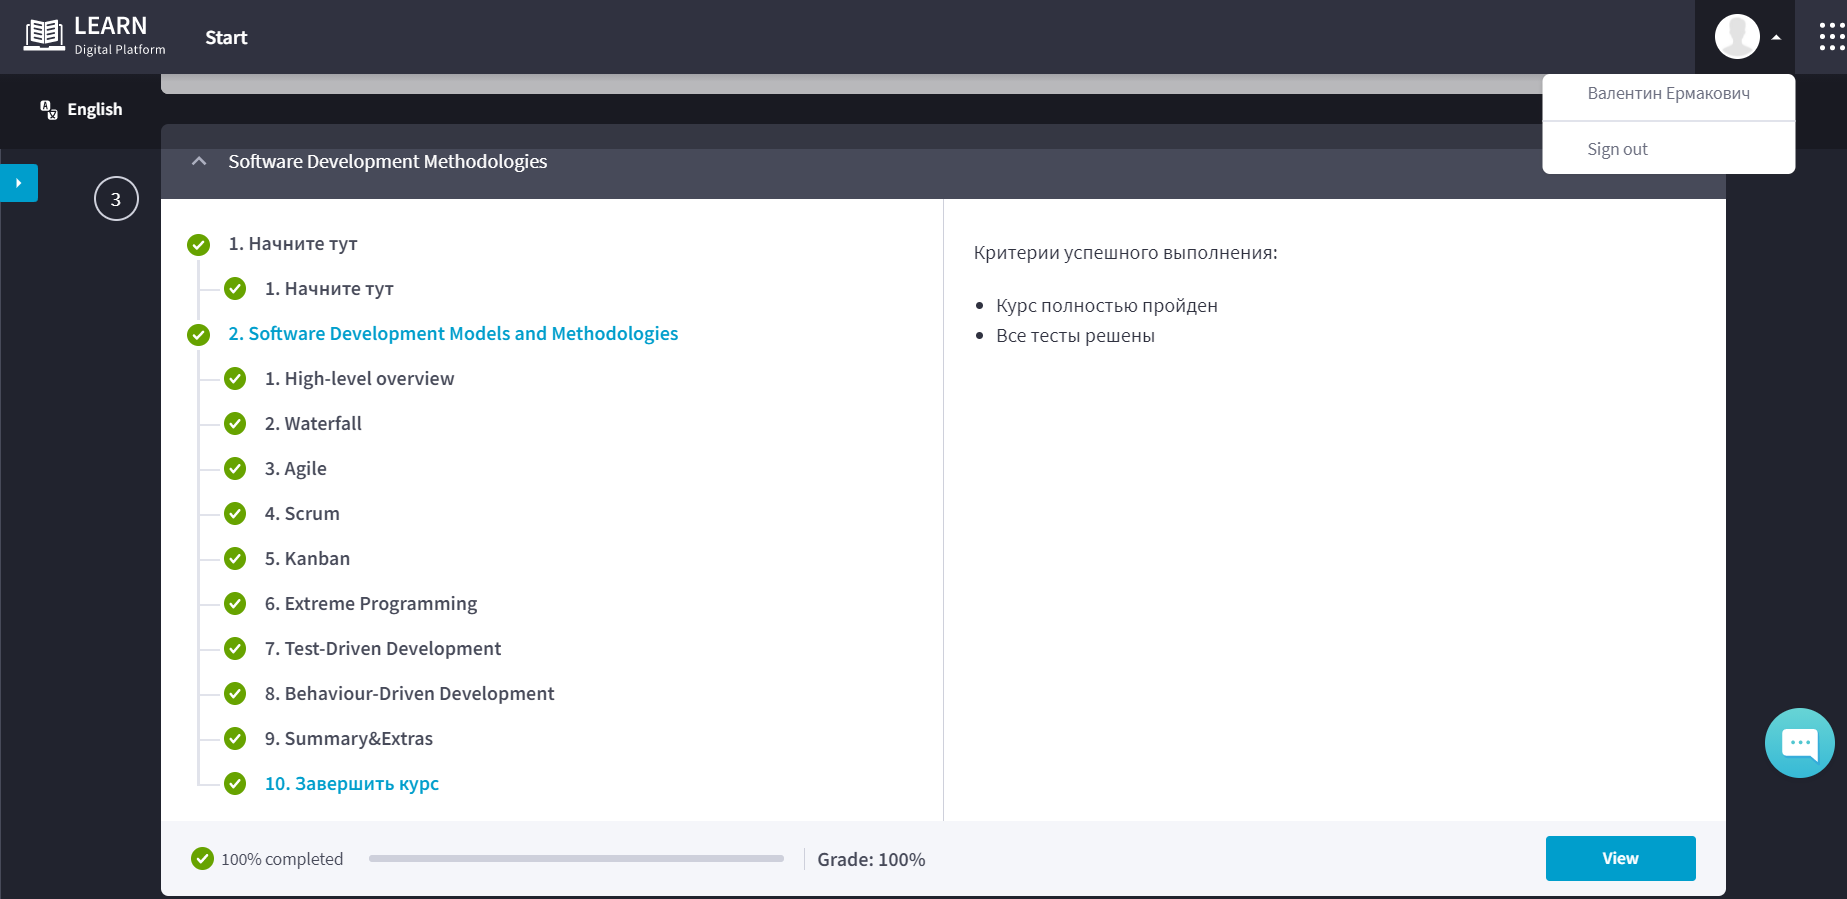 LEARN
Digital Platform
Start
Валентин Ермакович
Sign out
English
Software Development Methodologies
3
1. Начните тут
1. Начните тут
2. Software Development Models and Methodologies
1. High-level overview
2. Waterfall
3. Agile
4. Scrum
5. Kanban
6. Extreme Programming
7. Test-Driven Development
8. Behaviour-Driven Development
9. Summary&Extras
10. Завершить курс
Критерии успешного выполнения:
• Курс полностью пройден
• Все тесты решены
100% completed
Grade: 100%
View